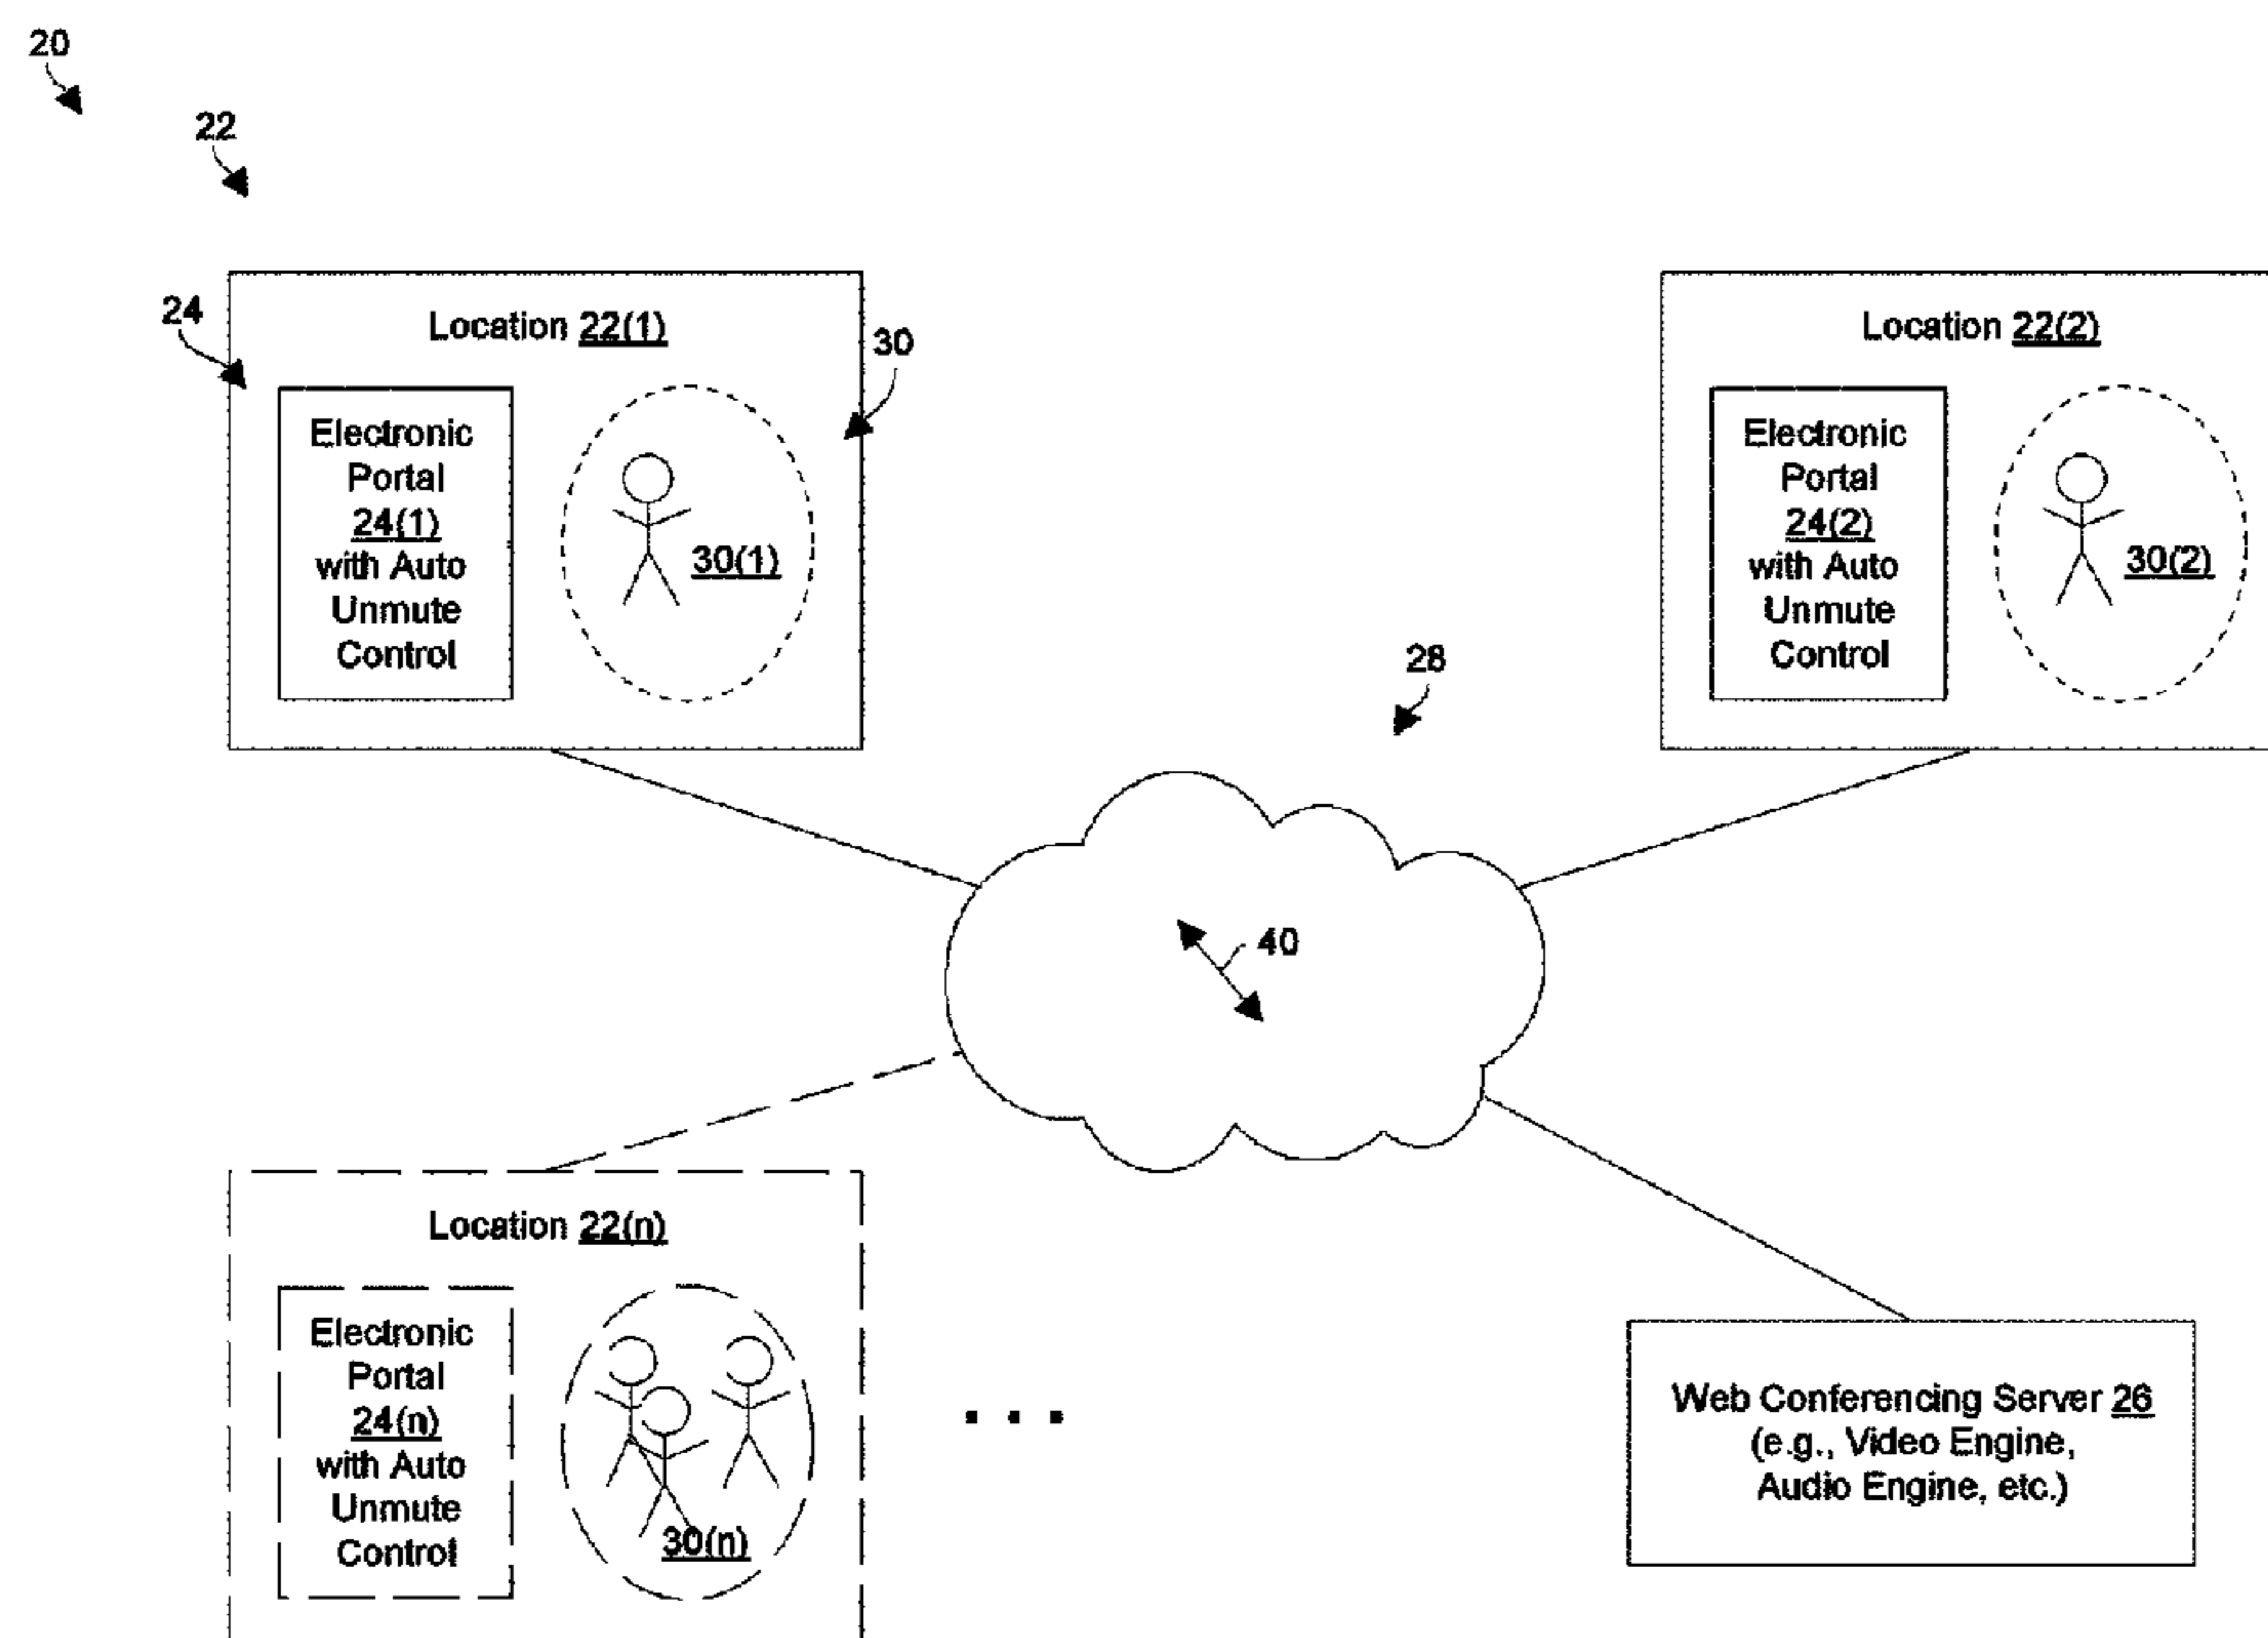 20
22
24
Location 22(1)
30
Electronic
Portal
24(1)
with Auto
Unmute
Control
30(1)
Location 22(2)
Electronic
Portal
24(2)
with Auto
Unmute
Control
30(2)
28
40
Location 22(n)
Electronic
Portal
24(n)
with Auto
Unmute
Control
30(n)
. . .
Web Conferencing Server 26
(e.g., Video Engine,
Audio Engine, etc.)